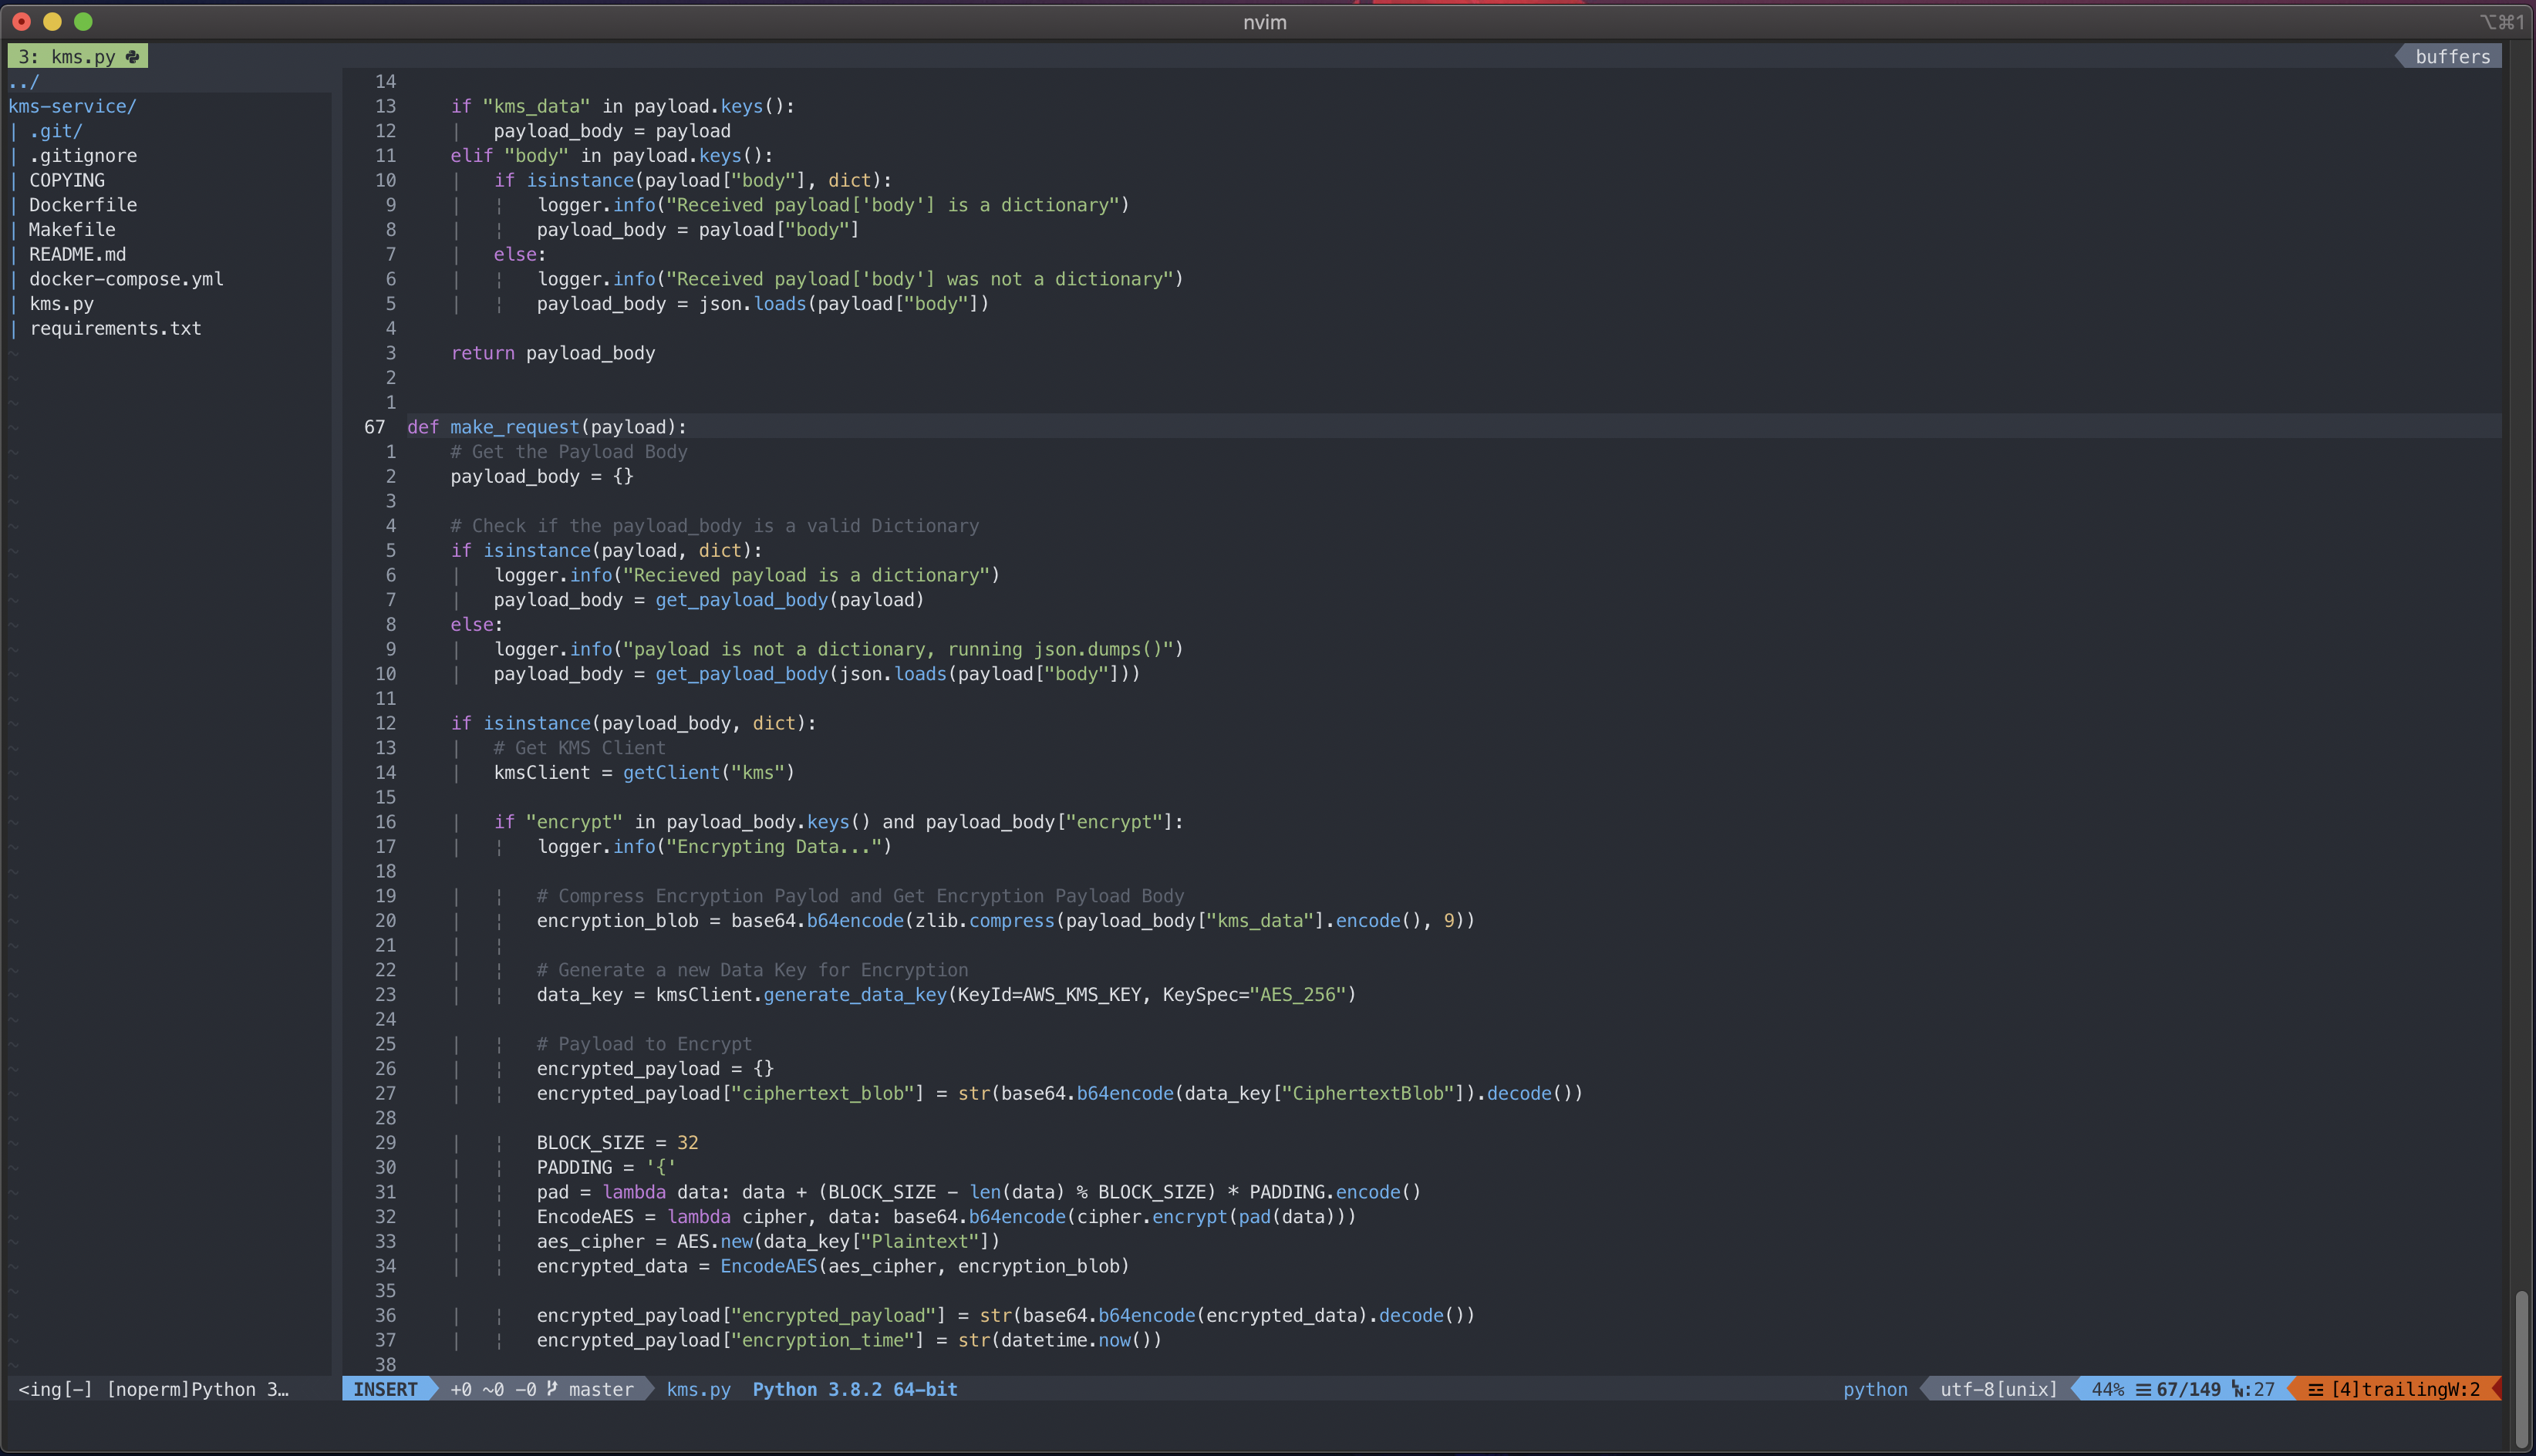 nvim
⌥⌘1
3: kms.py
buffers
../
kms-service/
| .git/
| .gitignore
| COPYING
| Dockerfile
| Makefile
| README.md
| docker-compose.yml
| kms.py
| requirements.txt
14
13     if "kms_data" in payload.keys():
12     |   payload_body = payload
11     elif "body" in payload.keys():
10     |   if isinstance(payload["body"], dict):
9     |   ¦   logger.info("Received payload['body'] is a dictionary")
8     |   ¦   payload_body = payload["body"]
7     |   else:
6     |   ¦   logger.info("Received payload['body'] was not a dictionary")
5     |   ¦   payload_body = json.loads(payload["body"])
4
3     return payload_body
2
1
67  def make_request(payload):
1     # Get the Payload Body
2     payload_body = {}
3
4     # Check if the payload_body is a valid Dictionary
5     if isinstance(payload, dict):
6     |   logger.info("Recieved payload is a dictionary")
7     |   payload_body = get_payload_body(payload)
8     else:
9     |   logger.info("payload is not a dictionary, running json.dumps()")
10     |   payload_body = get_payload_body(json.loads(payload["body"]))
11
12     if isinstance(payload_body, dict):
13     |   # Get KMS Client
14     |   kmsClient = getClient("kms")
15
16     |   if "encrypt" in payload_body.keys() and payload_body["encrypt"]:
17     |   ¦   logger.info("Encrypting Data...")
18
19     |   ¦   # Compress Encryption Paylod and Get Encryption Payload Body
20     |   ¦   encryption_blob = base64.b64encode(zlib.compress(payload_body["kms_data"].encode(), 9))
21     |   ¦
22     |   ¦   # Generate a new Data Key for Encryption
23     |   ¦   data_key = kmsClient.generate_data_key(KeyId=AWS_KMS_KEY, KeySpec="AES_256")
24
25     |   ¦   # Payload to Encrypt
26     |   ¦   encrypted_payload = {}
27     |   ¦   encrypted_payload["ciphertext_blob"] = str(base64.b64encode(data_key["CiphertextBlob"]).decode())
28
29     |   ¦   BLOCK_SIZE = 32
30     |   ¦   PADDING = '{'
31     |   ¦   pad = lambda data: data + (BLOCK_SIZE - len(data) % BLOCK_SIZE) * PADDING.encode()
32     |   ¦   EncodeAES = lambda cipher, data: base64.b64encode(cipher.encrypt(pad(data)))
33     |   ¦   aes_cipher = AES.new(data_key["Plaintext"])
34     |   ¦   encrypted_data = EncodeAES(aes_cipher, encryption_blob)
35
36     |   ¦   encrypted_payload["encrypted_payload"] = str(base64.b64encode(encrypted_data).decode())
37     |   ¦   encrypted_payload["encryption_time"] = str(datetime.now())
38
<ing[-] [noperm]Python 3… INSERT +0 ~0 -0 master kms.py Python 3.8.2 64-bit python utf-8[unix] 44% ☰ 67/149 ㏑:27 ☲ [4]trailingW:2